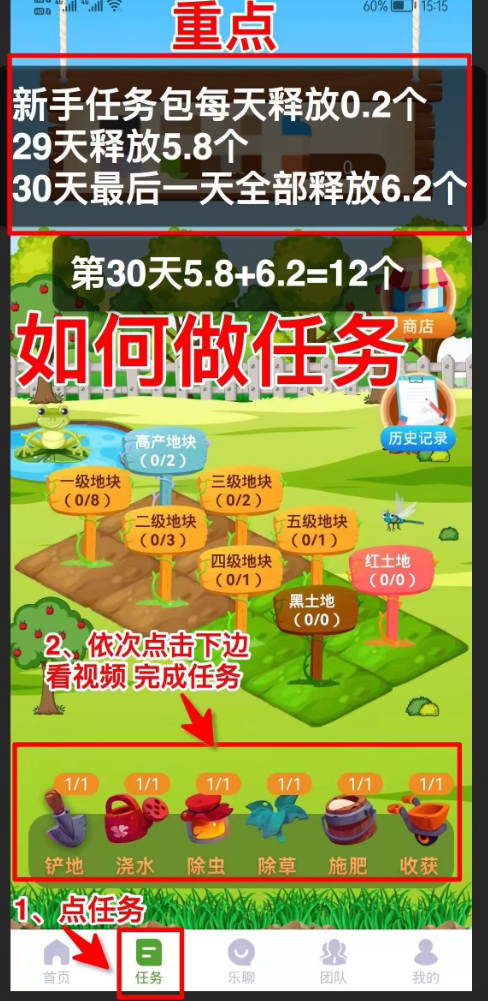 60% 15:15
重点
新手任务包每天释放0.2个
29天释放5.8个
30天最后一天全部释放6.2个
0
第30天5.8+6.2=12个
商店
如何做任务
历史记录
高产地块
(0/2)
一级地块
(0/8)
三级地块
(0/2)
二级地块
(0/3)
五级地块
(0/1)
四级地块
(0/1)
红土地
(0/0)
黑土地
(0/0)
2、依次点击下边
看视频 完成任务
1/1 1/1 1/1 1/1 1/1 1/1
铲地 浇水 除虫 除草 施肥 收获
1、点任务
首页 任务 乐聊 团队 我的